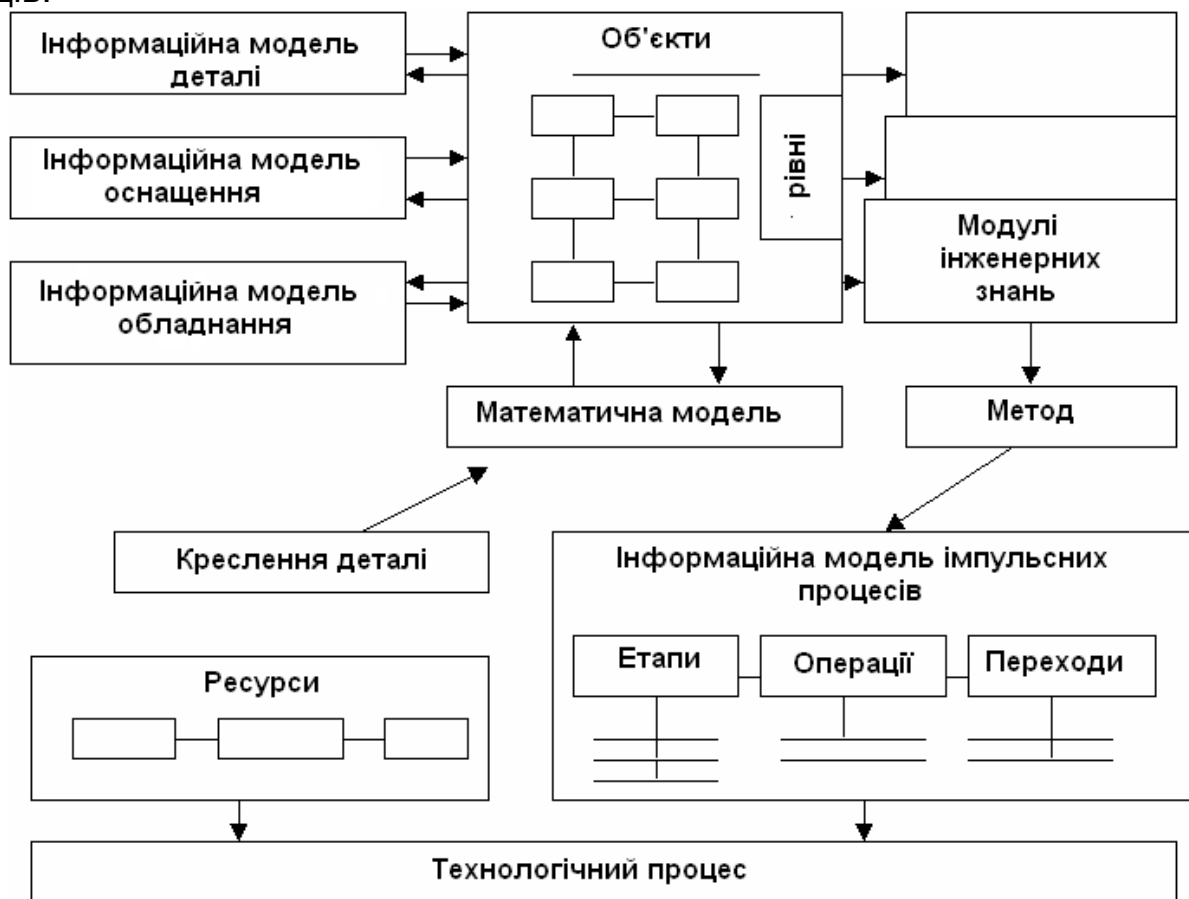 Інформаційна модель
деталі
Об'єкти
Інформаційна модель
оснащення
рівні
Модулі
інженерних
знань
Інформаційна модель
обладнання
Математична модель
Метод
Креслення деталі
Інформаційна модель імпульсних
процесів
Етапи
Операції
Переходи
Ресурси
Технологічний процес